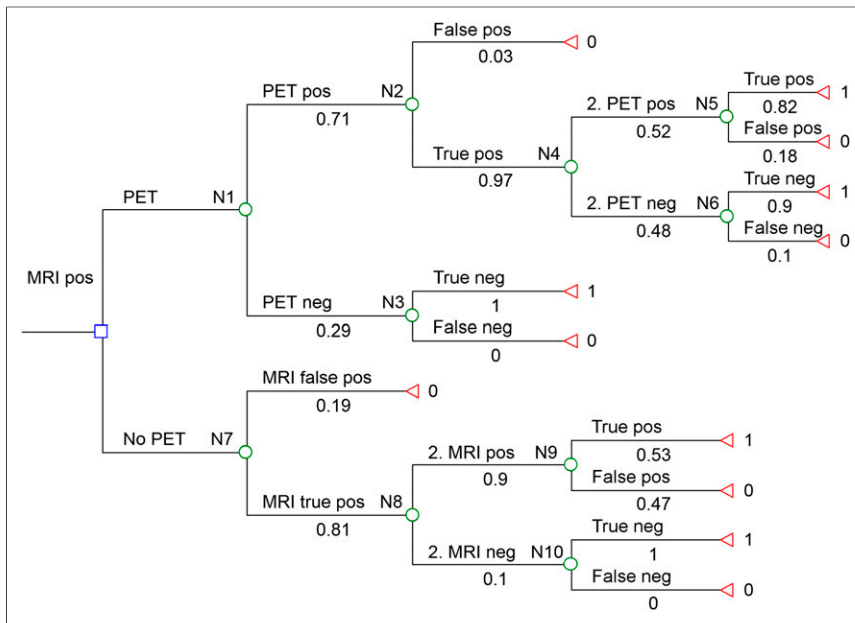 False pos 0
0.03
PET pos N2
0.71
True pos 1
2. PET pos N5 0.82
0.52 False pos 0
True pos N4 0.18
0.97 True neg 1
2. PET neg N6 0.9
0.48 False neg 0
0.1
PET N1
MRI pos
True neg 1
PET neg N3 1
0.29 False neg 0
0
MRI false pos 0
0.19
No PET N7
True pos 1
2. MRI pos N9 0.53
0.9 False pos 0
MRI true pos N8 0.47
0.81 True neg 1
2. MRI neg N10 1
0.1 False neg 0
0